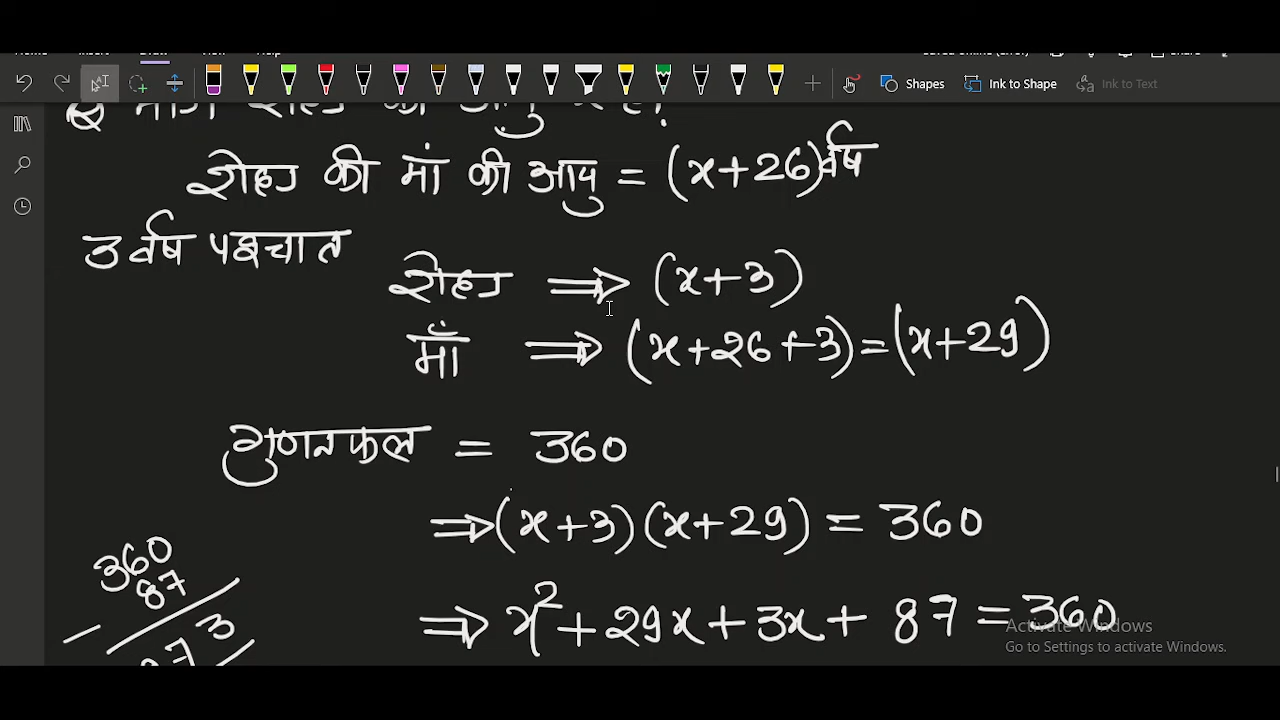 Shapes Ink to Shape Ink to Text
रोहन की माँ की आयु = (x+26) वर्ष
3 वर्ष पश्चात
रोहन ⇒ (x+3)
माँ ⇒ (x+26+3)=(x+29)
गुणनफल = 360
⇒(x+3)(x+29) = 360
360
87
273
⇒ x²+29x+3x+ 87 = 360
Activate Windows
Go to Settings to activate Windows.